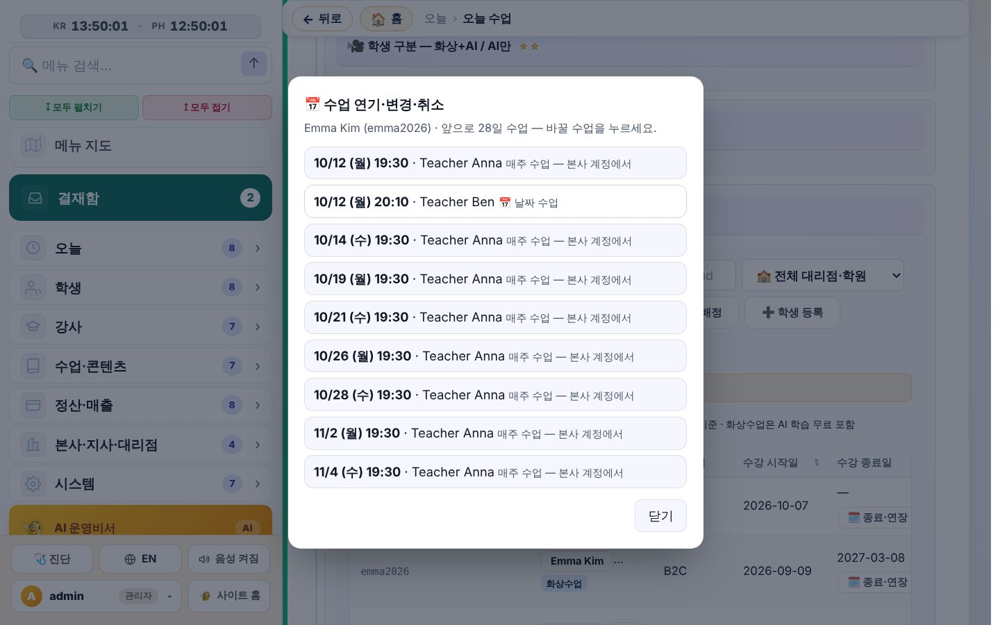 KR 13:50:01 • PH 12:50:01
🔍 메뉴 검색...
↑
↕ 모두 펼치기
↕ 모두 접기
메뉴 지도
결재함 2
오늘 8 ›
학생 8 ›
강사 7 ›
수업·콘텐츠 7 ›
정산·매출 8 ›
본사·지사·대리점 4 ›
시스템 7 ›
AI 운영비서 AI
🩺 진단
EN
음성 켜짐
A admin 관리자
사이트 홈
← 뒤로
🏠 홈
오늘 › 오늘 수업
🎥 학생 구분 — 화상+AI / AI만 ☆☆
📅 수업 연기·변경·취소
Emma Kim (emma2026) · 앞으로 28일 수업 — 바꿀 수업을 누르세요.
10/12 (월) 19:30 · Teacher Anna 매주 수업 — 본사 계정에서
10/12 (월) 20:10 · Teacher Ben 📅 날짜 수업
10/14 (수) 19:30 · Teacher Anna 매주 수업 — 본사 계정에서
10/19 (월) 19:30 · Teacher Anna 매주 수업 — 본사 계정에서
10/21 (수) 19:30 · Teacher Anna 매주 수업 — 본사 계정에서
10/26 (월) 19:30 · Teacher Anna 매주 수업 — 본사 계정에서
10/28 (수) 19:30 · Teacher Anna 매주 수업 — 본사 계정에서
11/2 (월) 19:30 · Teacher Anna 매주 수업 — 본사 계정에서
11/4 (수) 19:30 · Teacher Anna 매주 수업 — 본사 계정에서
닫기
🏫 전체 대리점·학원
배정
➕ 학생 등록
기준 · 화상수업은 AI 학습 무료 포함
수강 시작일
수강 종료일
2026-10-07
—
🗓️ 종료·연장
emma2026
Emma Kim ...
화상수업
B2C
2026-09-09
2027-03-08
🗓️ 종료·연장